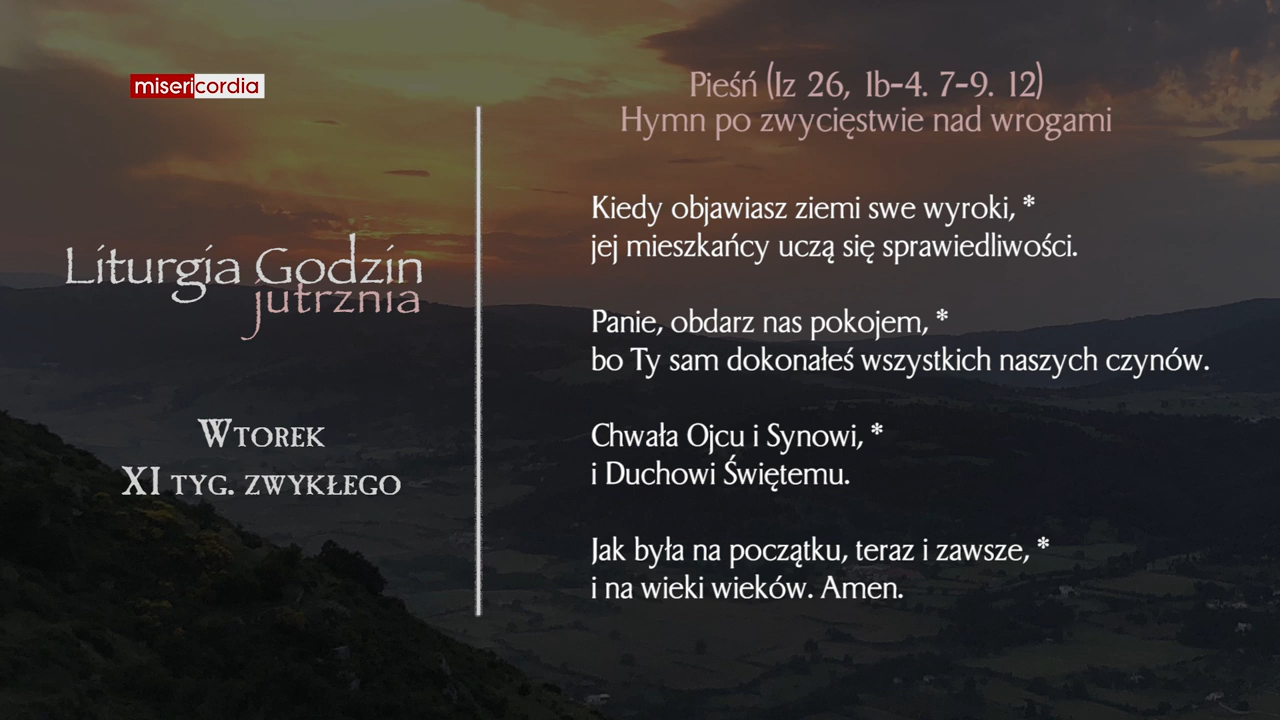 misericordia
Liturgia Godzin
jutrznia
Wtorek
XI tyg. zwykłego
Pieśń (Iz 26, 1b-4. 7-9. 12)
Hymn po zwycięstwie nad wrogami
Kiedy objawiasz ziemi swe wyroki, *
jej mieszkańcy uczą się sprawiedliwości.
Panie, obdarz nas pokojem, *
bo Ty sam dokonałeś wszystkich naszych czynów.
Chwała Ojcu i Synowi, *
i Duchowi Świętemu.
Jak była na początku, teraz i zawsze, *
i na wieki wieków. Amen.